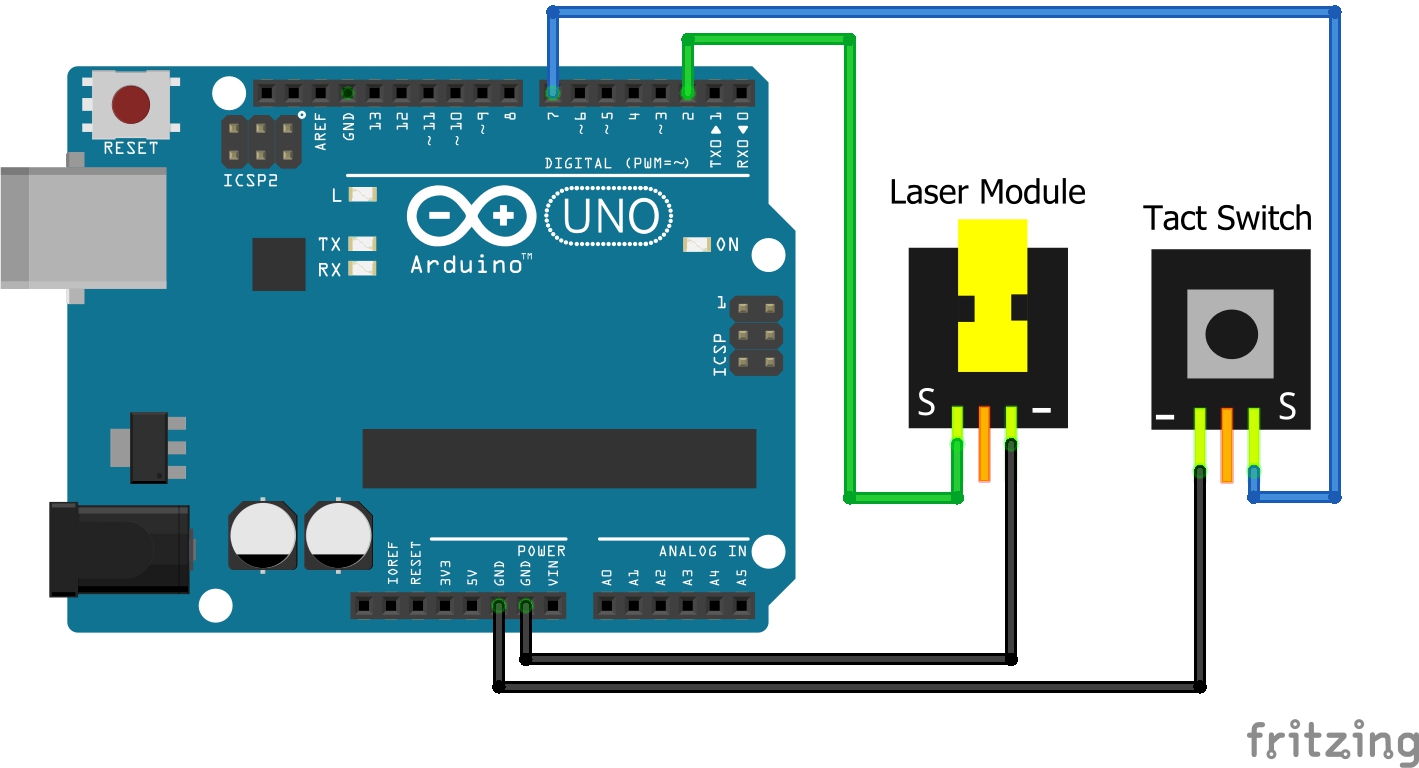 RESET
ICSP2
AREF
GND
13
12
~11
~10
~9
8
7
~6
~5
4
~3
2
TX0▶1
RX0◀0
DIGITAL (PWM=~)
L
TX
RX
UNO
Arduino™
ON
1
ICSP
Laser Module
S
–
Tact Switch
–
S
IOREF
RESET
3V3
5V
GND
GND
VIN
POWER
ANALOG IN
A0
A1
A2
A3
A4
A5
fritzing